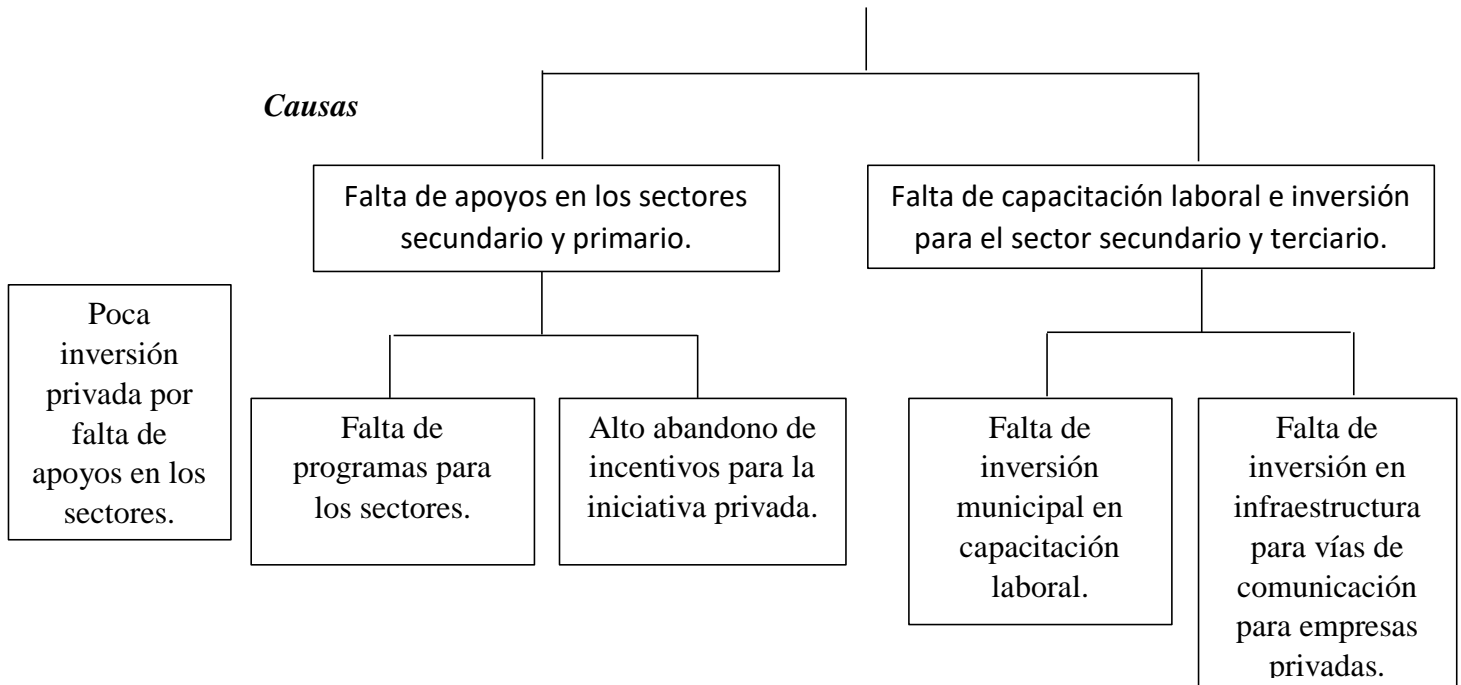 Causas
Falta de apoyos en los sectores
secundario y primario.
Falta de capacitación laboral e inversión
para el sector secundario y terciario.
Poca
inversión
privada por
falta de
apoyos en los
sectores.
Falta de
programas para
los sectores.
Alto abandono de
incentivos para la
iniciativa privada.
Falta de
inversión
municipal en
capacitación
laboral.
Falta de
inversión en
infraestructura
para vías de
comunicación
para empresas
privadas.